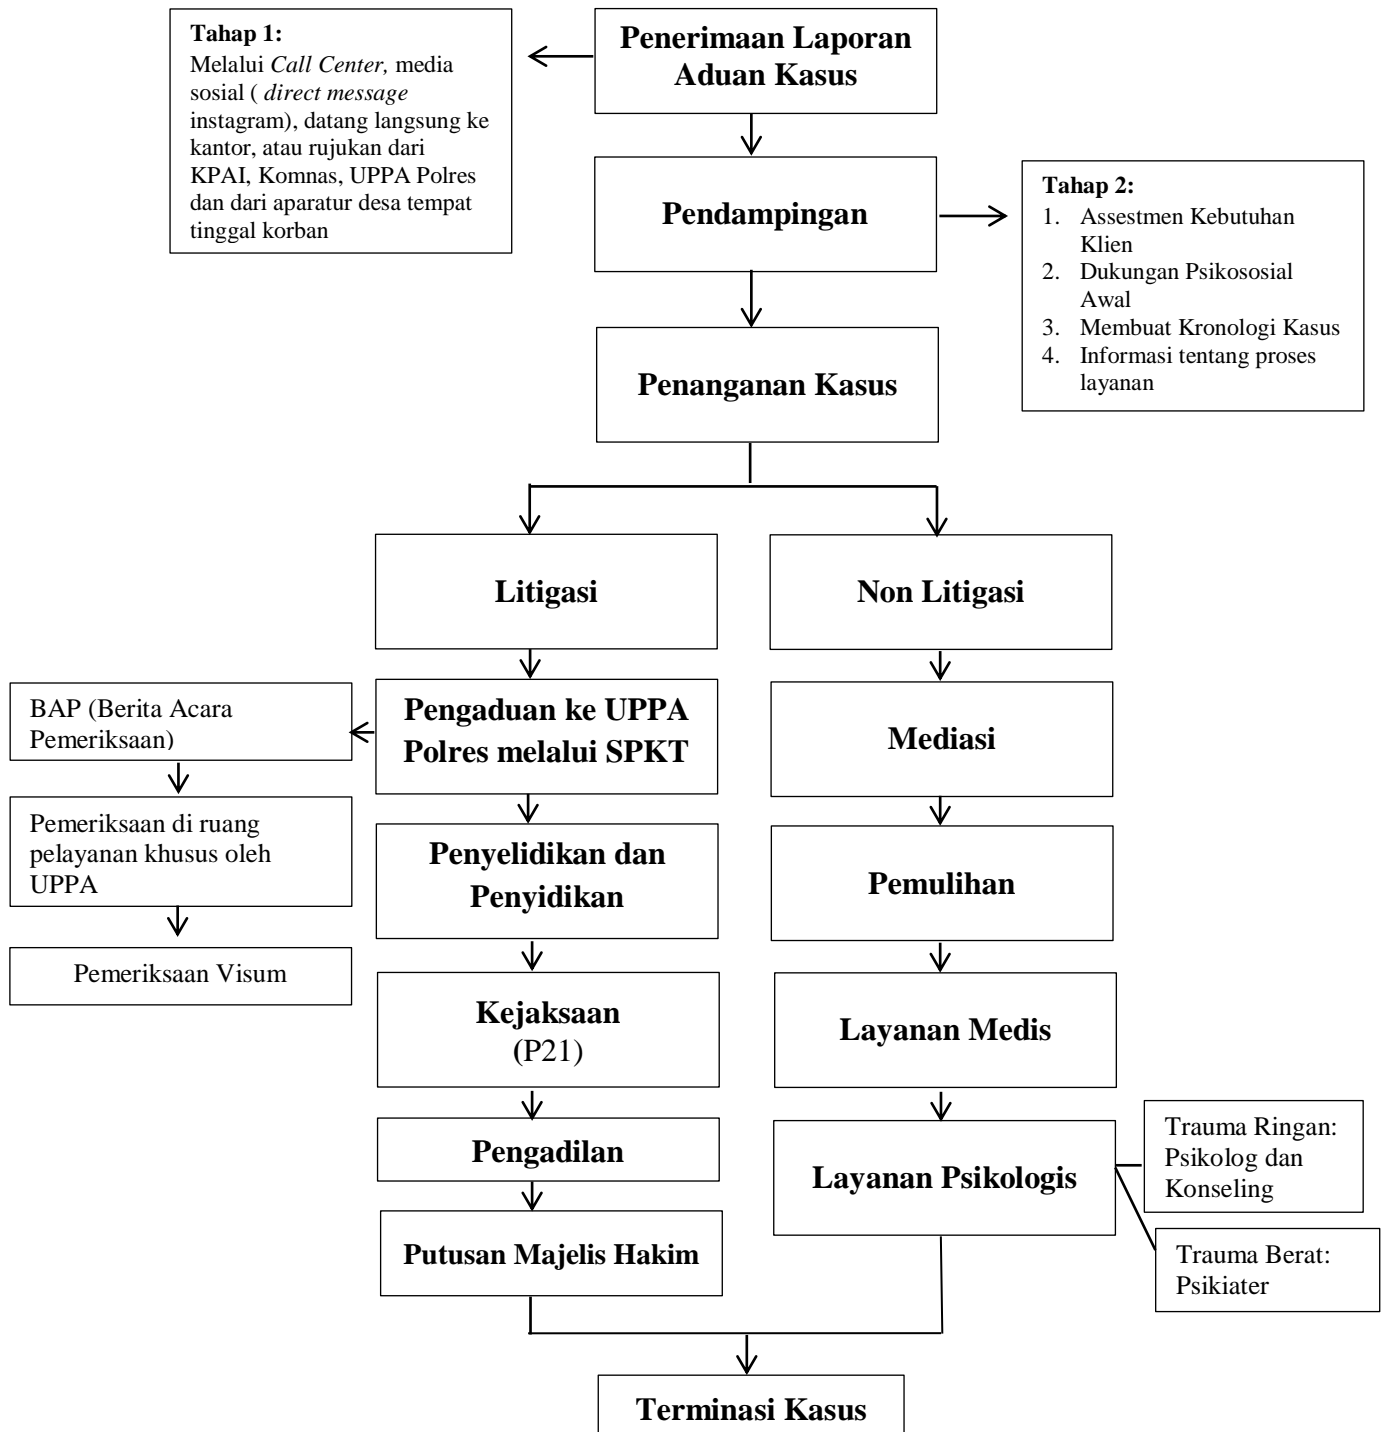 Penerimaan Laporan
Aduan Kasus
Tahap 1:
Melalui Call Center, media
sosial ( direct message
instagram), datang langsung ke
kantor, atau rujukan dari
KPAI, Komnas, UPPA Polres
dan dari aparatur desa tempat
tinggal korban
Pendampingan
Tahap 2:
1. Assestmen Kebutuhan
Klien
2. Dukungan Psikososial
Awal
3. Membuat Kronologi Kasus
4. Informasi tentang proses
layanan
Penanganan Kasus
Litigasi
Non Litigasi
Pengaduan ke UPPA
Polres melalui SPKT
BAP (Berita Acara
Pemeriksaan)
Pemeriksaan di ruang
pelayanan khusus oleh
UPPA
Pemeriksaan Visum
Mediasi
Penyelidikan dan
Penyidikan
Pemulihan
Kejaksaan
(P21)
Layanan Medis
Pengadilan
Layanan Psikologis
Trauma Ringan:
Psikolog dan
Konseling
Trauma Berat:
Psikiater
Putusan Majelis Hakim
Terminasi Kasus